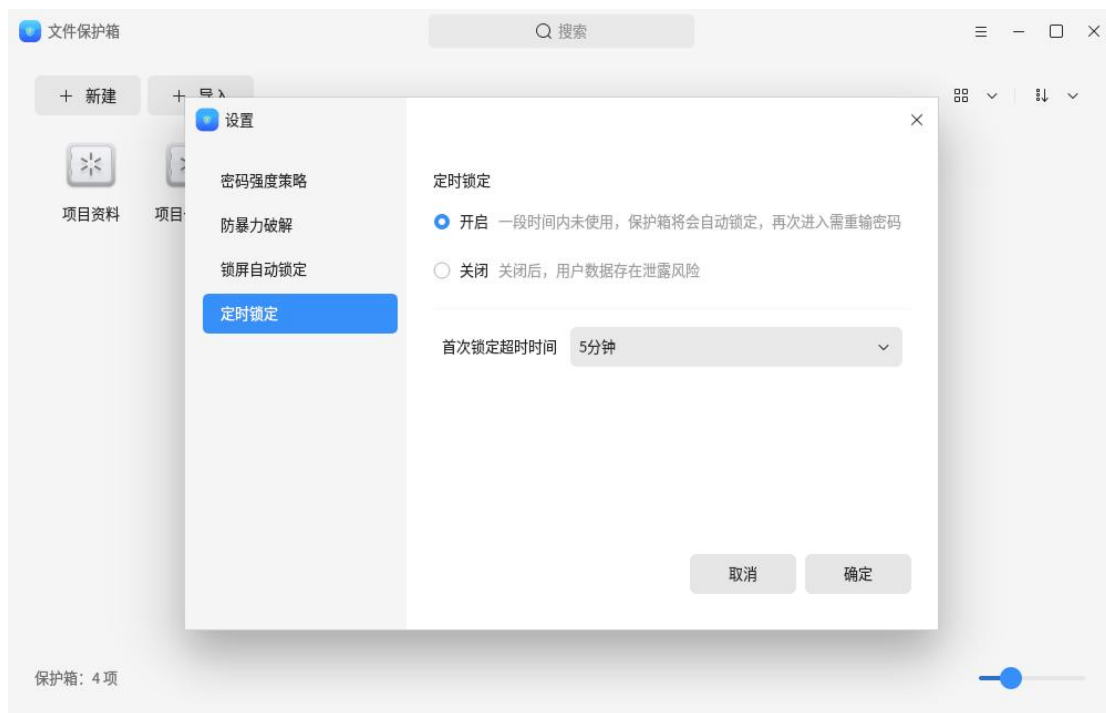 文件保护箱
搜索
新建
导入
设置
密码强度策略
防暴力破解
锁屏自动锁定
定时锁定
定时锁定
开启 一段时间内未使用，保护箱将会自动锁定，再次进入需重输密码
关闭 关闭后，用户数据存在泄露风险
首次锁定超时时间 5分钟
取消 确定
项目资料 项目
保护箱：4 项